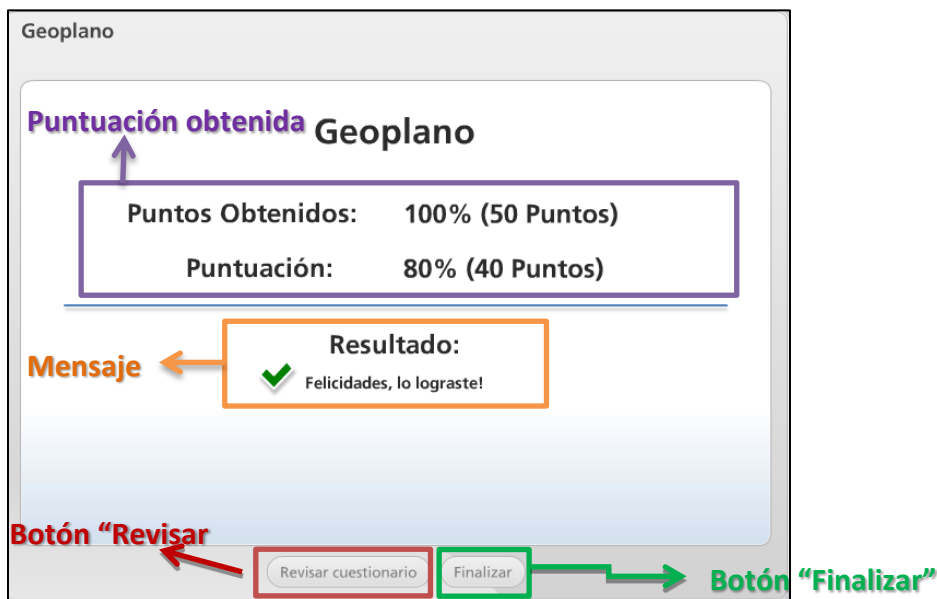 Geoplano
Puntuación obtenida
Geoplano
Puntos Obtenidos: 100% (50 Puntos)
Puntuación: 80% (40 Puntos)
Resultado:
Mensaje
Felicidades, lo lograste!
Botón “Revisar
Revisar cuestionario
Finalizar
Botón “Finalizar”